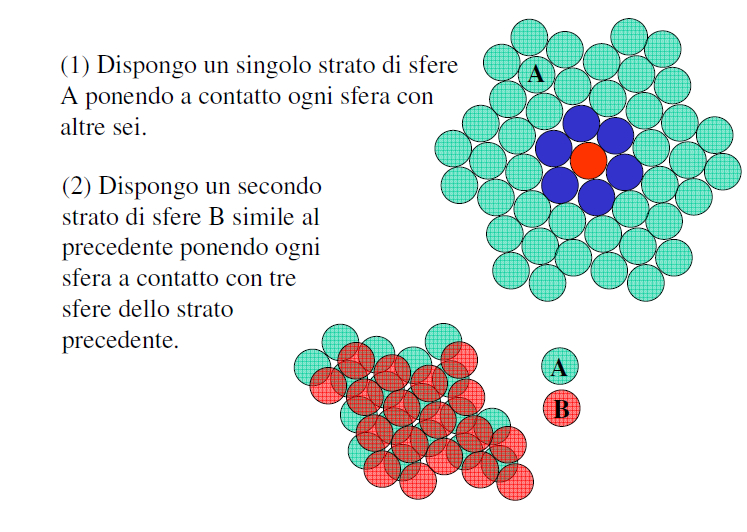 (1) Dispongo un singolo strato di sfere
A ponendo a contatto ogni sfera con
altre sei.
(2) Dispongo un secondo
strato di sfere B simile al
precedente ponendo ogni
sfera a contatto con tre
sfere dello strato
precedente.
A
A
B